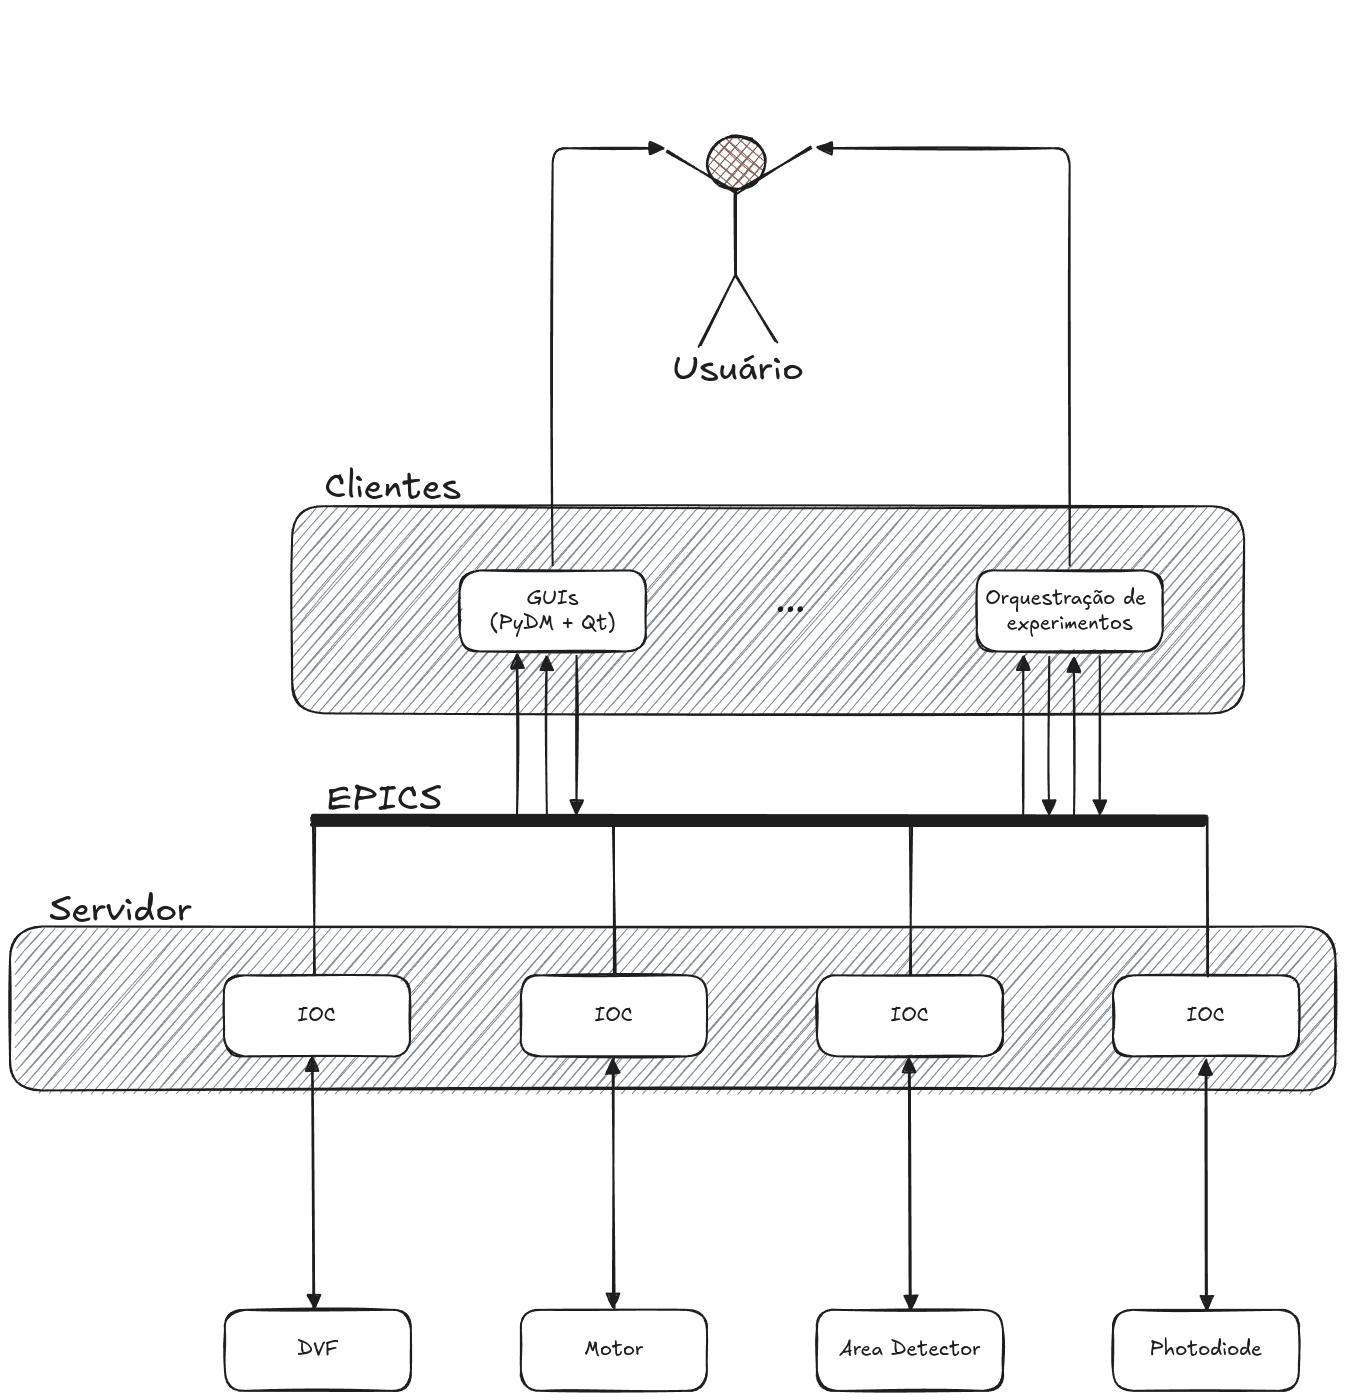 Usuário
Clientes
GUIs
(PyDM + Qt)
...
Orquestração de
experimentos
EPICS
Servidor
IOC
IOC
IOC
IOC
DVF
Motor
Area Detector
Photodiode